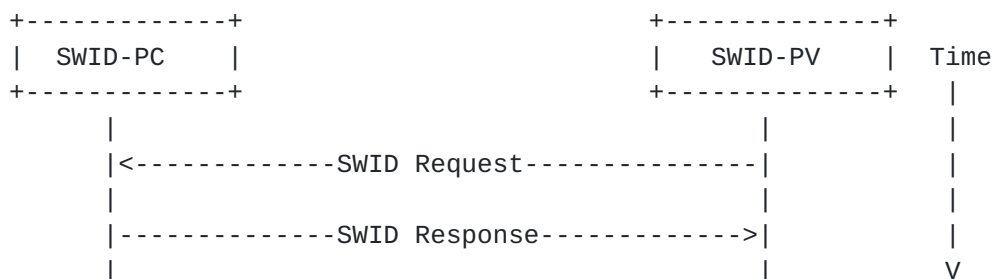 SWID-PC SWID-PV Time
SWID Request
SWID Response
V